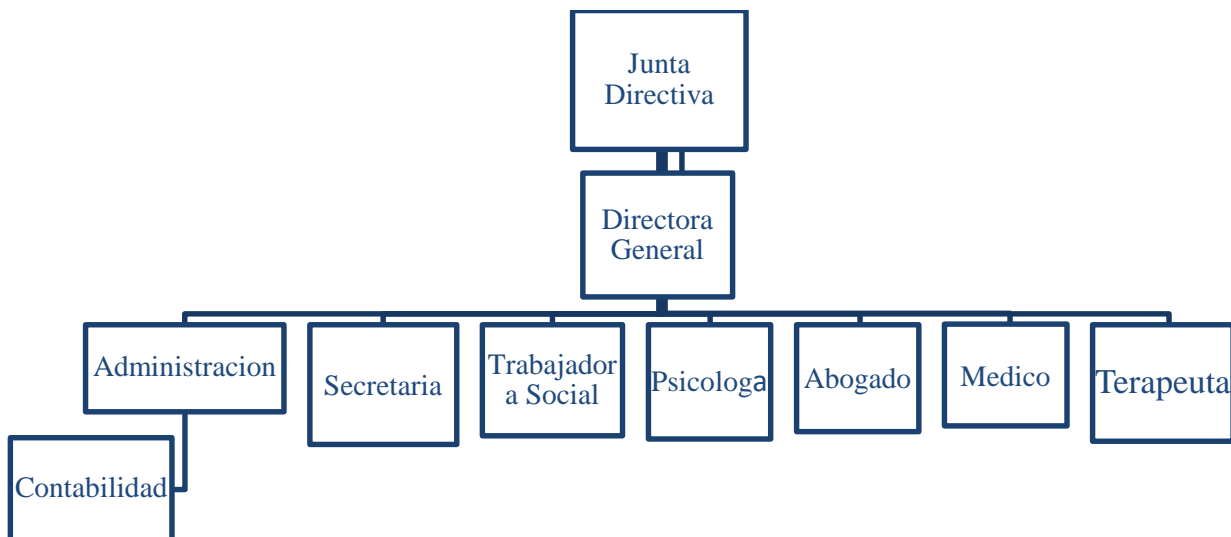 Junta
Directiva
Directora
General
Administracion
Secretaria
Trabajador
a Social
Psicologa
Abogado
Medico
Terapeuta
Contabilidad